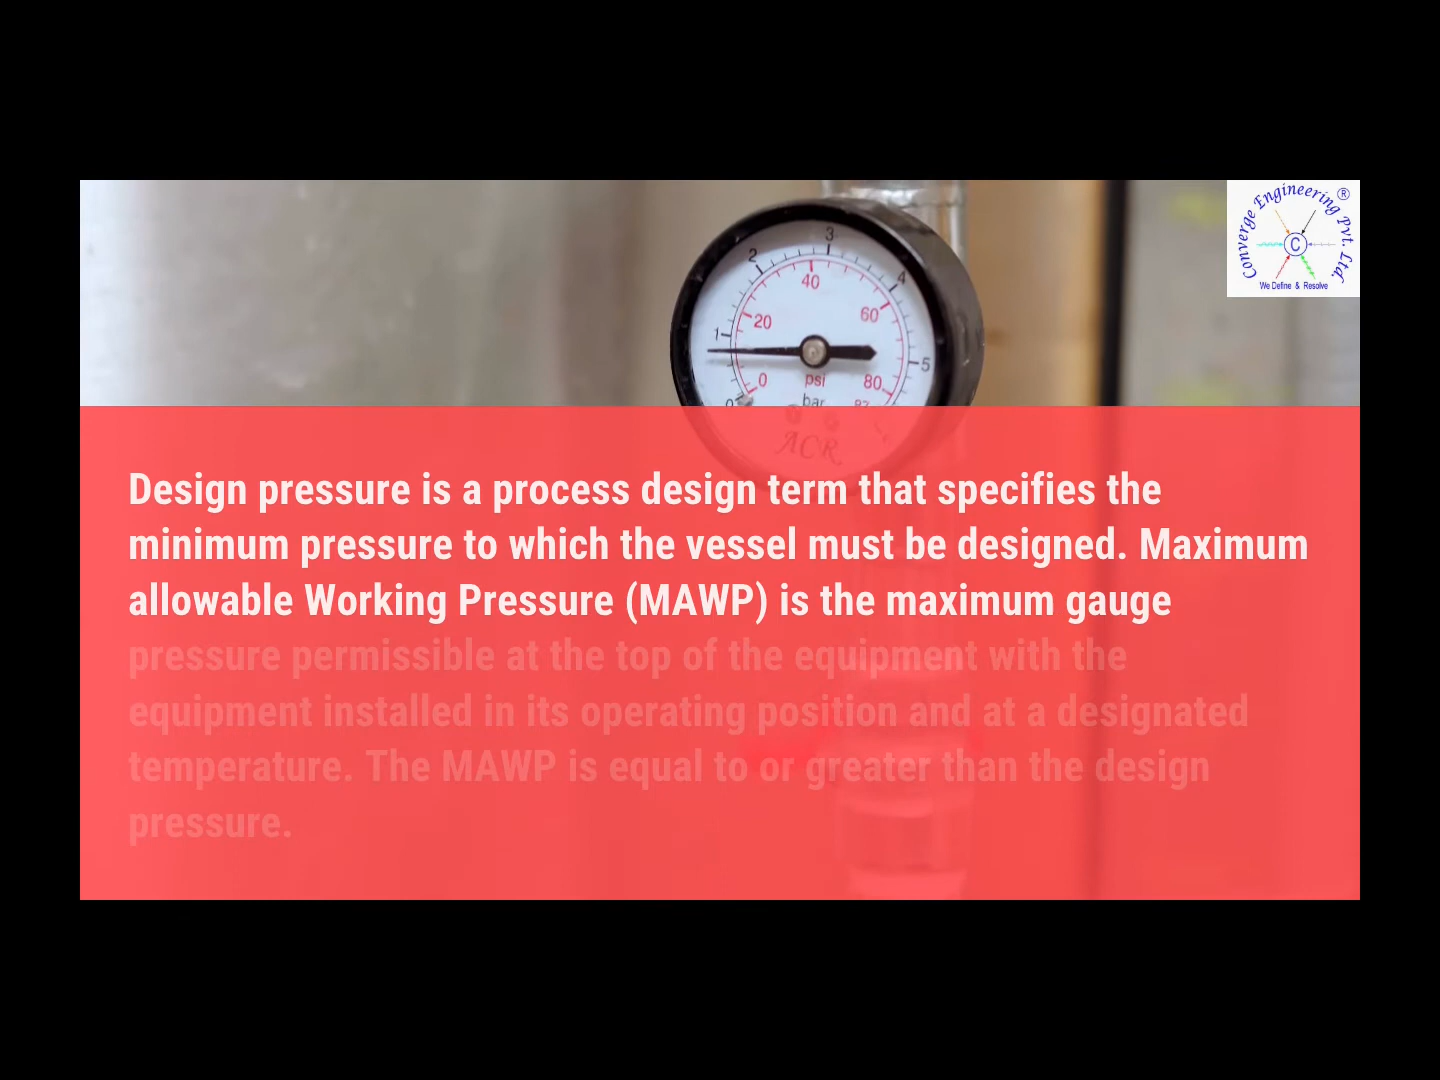 Converge Engineering Pvt. Ltd. ®
C
We Define & Resolve
3
2
4
40
20
60
1
5
0
psi
80
0
bar
82
ACR
Design pressure is a process design term that specifies the
minimum pressure to which the vessel must be designed. Maximum
allowable Working Pressure (MAWP) is the maximum gauge
pressure permissible at the top of the equipment with the
equipment installed in its operating position and at a designated
temperature. The MAWP is equal to or greater than the design
pressure.